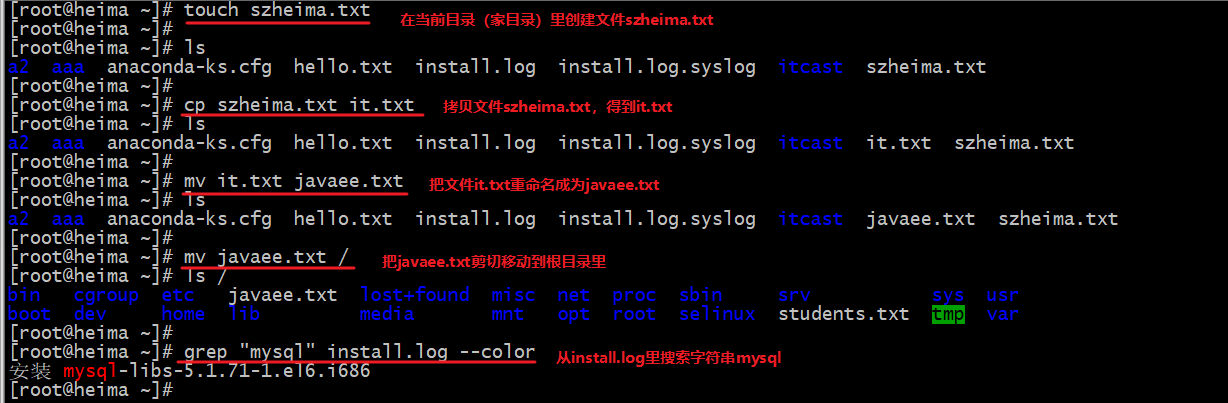 [root@heima ~]# touch szheima.txt 在当前目录（家目录）里创建文件szheima.txt
[root@heima ~]#
[root@heima ~]# ls
a2 aaa anaconda-ks.cfg hello.txt install.log install.log.syslog itcast szheima.txt
[root@heima ~]#
[root@heima ~]# cp szheima.txt it.txt 拷贝文件szheima.txt，得到it.txt
[root@heima ~]# ls
a2 aaa anaconda-ks.cfg hello.txt install.log install.log.syslog itcast it.txt szheima.txt
[root@heima ~]#
[root@heima ~]# mv it.txt javaee.txt 把文件it.txt重命名成为javaee.txt
[root@heima ~]# ls
a2 aaa anaconda-ks.cfg hello.txt install.log install.log.syslog itcast javaee.txt szheima.txt
[root@heima ~]#
[root@heima ~]# mv javaee.txt / 把javaee.txt剪切移动到根目录里
[root@heima ~]# ls /
bin cgroup etc javaee.txt lost+found misc net proc sbin srv sys usr
boot dev home lib media mnt opt root selinux students.txt tmp var
[root@heima ~]#
[root@heima ~]# grep "mysql" install.log --color 从install.log里搜索字符串mysql
安装 mysql-libs-5.1.71-1.el6.i686
[root@heima ~]#